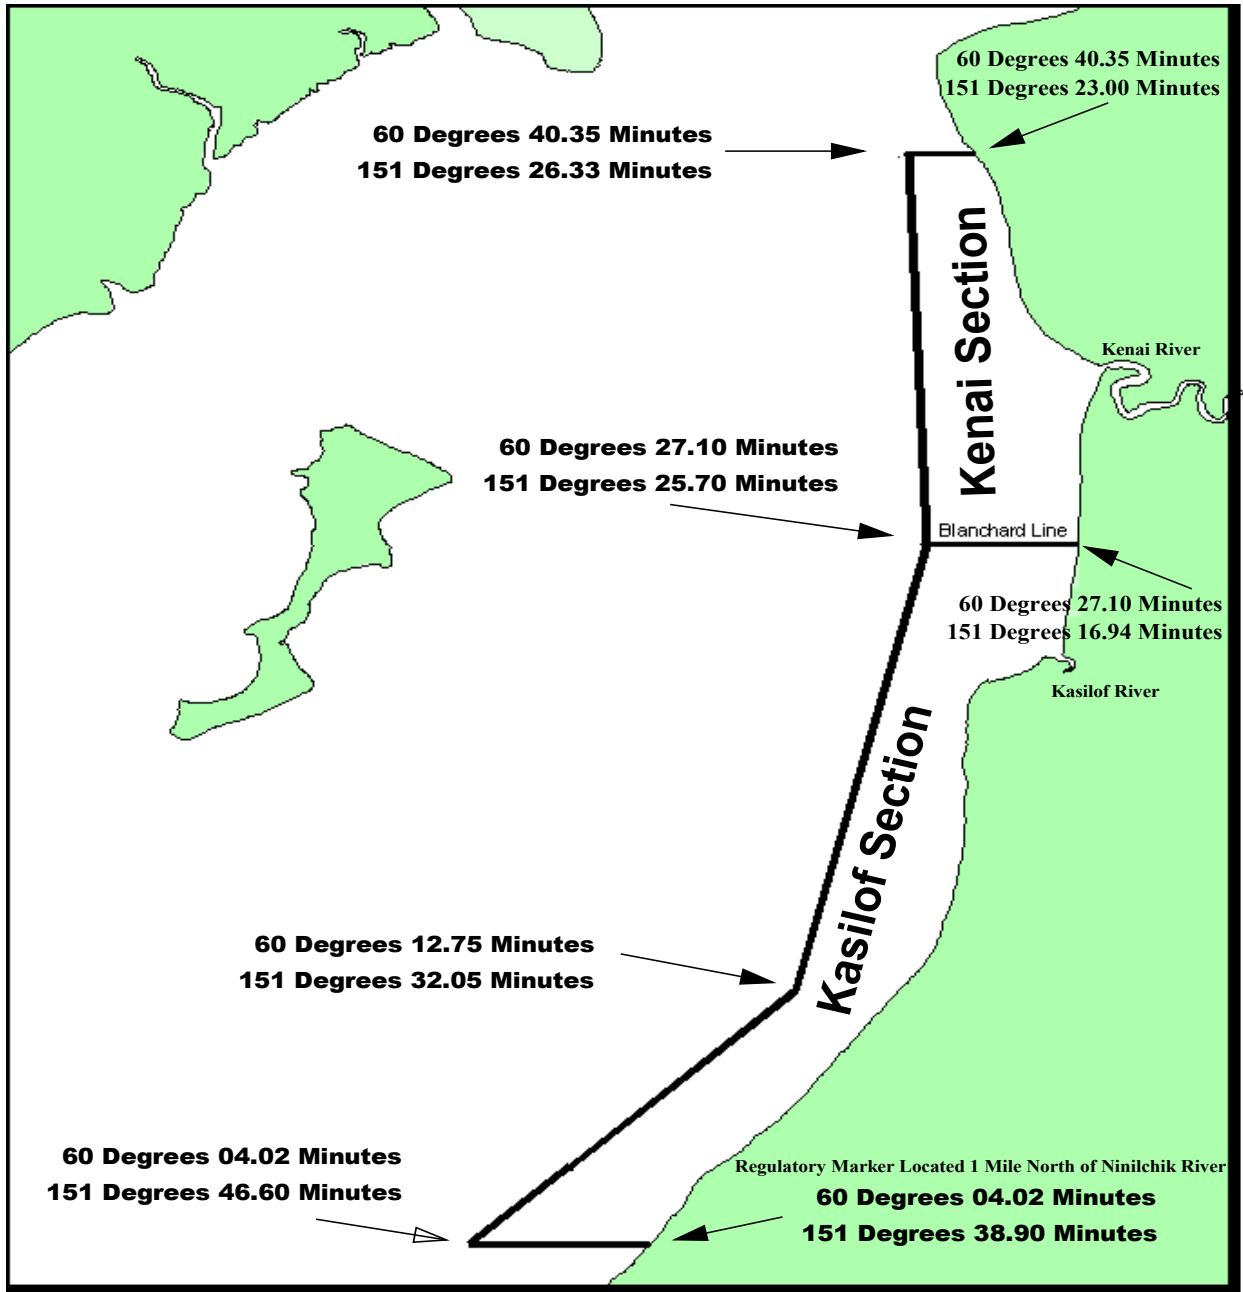 60 Degrees 40.35 Minutes
151 Degrees 23.00 Minutes
60 Degrees 40.35 Minutes
151 Degrees 26.33 Minutes
Kenai Section
Kenai River
60 Degrees 27.10 Minutes
151 Degrees 25.70 Minutes
Blanchard Line
60 Degrees 27.10 Minutes
151 Degrees 16.94 Minutes
Kasilof River
Kasilof Section
60 Degrees 12.75 Minutes
151 Degrees 32.05 Minutes
60 Degrees 04.02 Minutes
151 Degrees 46.60 Minutes
Regulatory Marker Located 1 Mile North of Ninilchik River
60 Degrees 04.02 Minutes
151 Degrees 38.90 Minutes